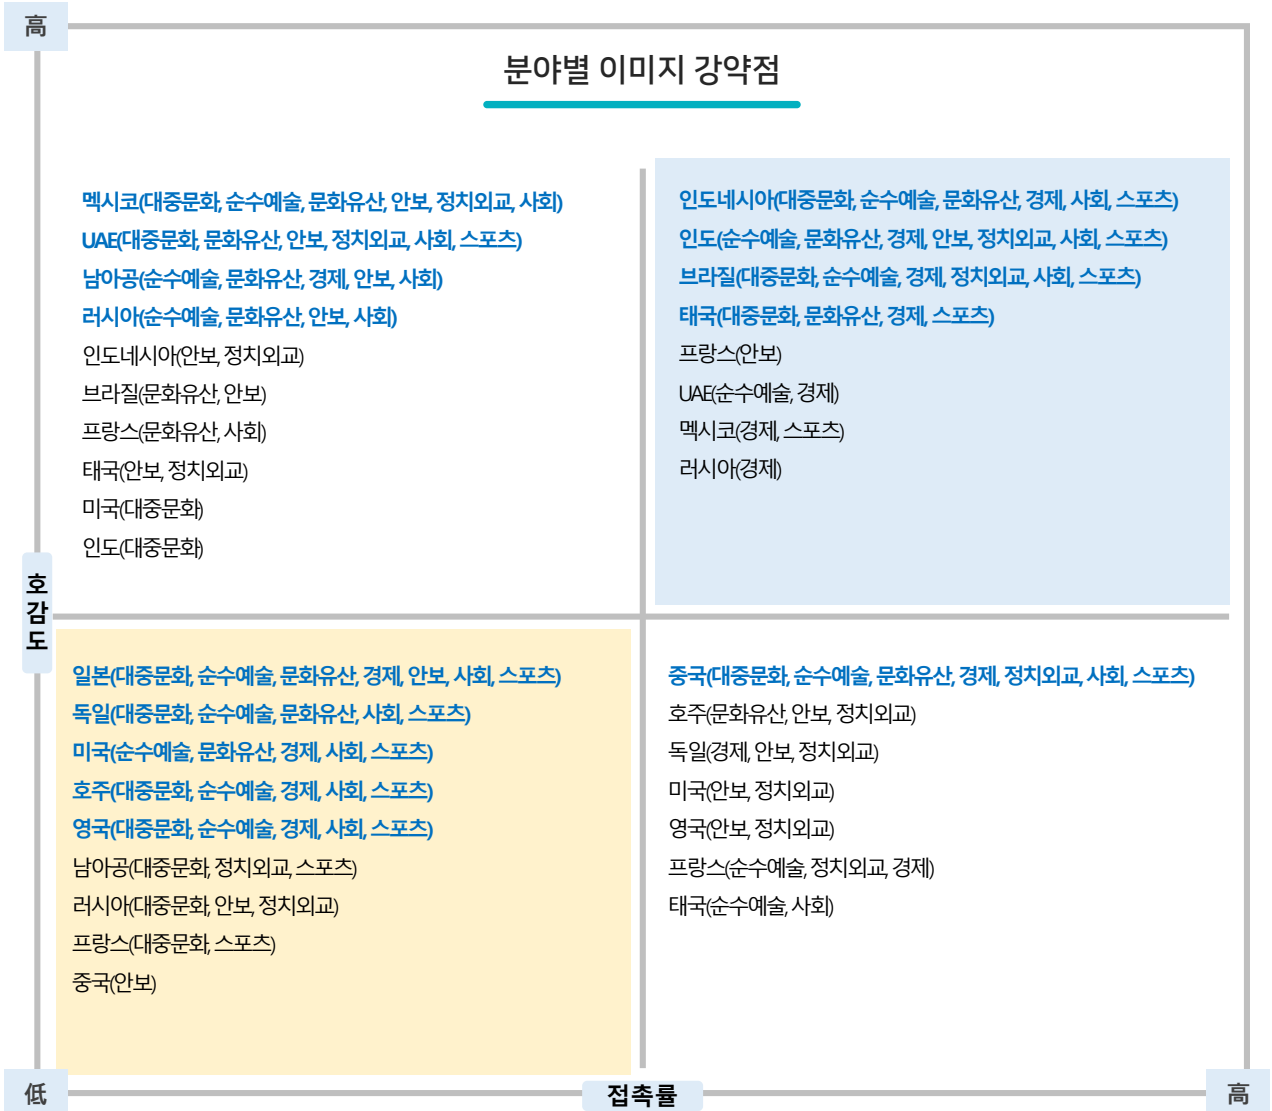 高
분야별 이미지 강약점
멕시코(대중문화, 순수예술, 문화유산, 안보, 정치외교, 사회)
UAE(대중문화, 문화유산, 안보, 정치외교, 사회, 스포츠)
남아공(순수예술, 문화유산, 경제, 안보, 사회)
러시아(순수예술, 문화유산, 안보, 사회)
인도네시아(안보, 정치외교)
브라질(문화유산, 안보)
프랑스(문화유산, 사회)
태국(안보, 정치외교)
미국(대중문화)
인도(대중문화)
인도네시아(대중문화, 순수예술, 문화유산, 경제, 사회, 스포츠)
인도(순수예술, 문화유산, 경제, 안보, 정치외교, 사회, 스포츠)
브라질(대중문화, 순수예술, 경제, 정치외교, 사회, 스포츠)
태국(대중문화, 문화유산, 경제, 스포츠)
프랑스(안보)
UAE(순수예술, 경제)
멕시코(경제, 스포츠)
러시아(경제)
호감도
일본(대중문화, 순수예술, 문화유산, 경제, 안보, 사회, 스포츠)
독일(대중문화, 순수예술, 문화유산, 사회, 스포츠)
미국(순수예술, 문화유산, 경제, 사회, 스포츠)
호주(대중문화, 순수예술, 경제, 사회, 스포츠)
영국(대중문화, 순수예술, 경제, 사회, 스포츠)
남아공(대중문화, 정치외교, 스포츠)
러시아(대중문화, 안보, 정치외교)
프랑스(대중문화, 스포츠)
중국(안보)
중국(대중문화, 순수예술, 문화유산, 경제, 정치외교, 사회, 스포츠)
호주(문화유산, 안보, 정치외교)
독일(경제, 안보, 정치외교)
미국(안보, 정치외교)
영국(안보, 정치외교)
프랑스(순수예술, 정치외교, 경제)
태국(순수예술, 사회)
低
접촉률
高